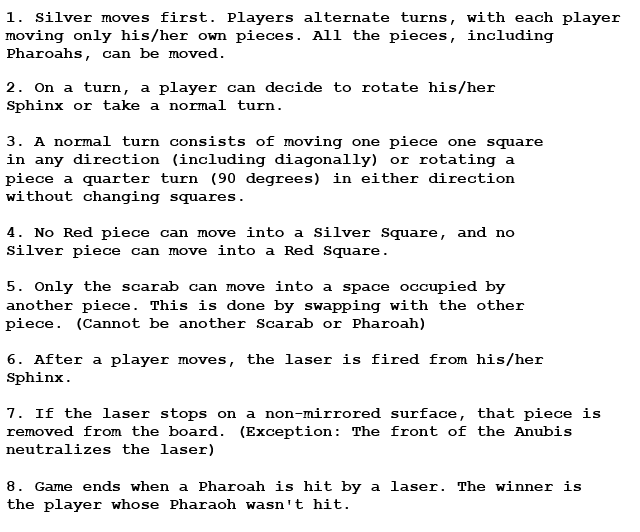 1. Silver moves first. Players alternate turns, with each player
moving only his/her own pieces. All the pieces, including
Pharoahs, can be moved.
2. On a turn, a player can decide to rotate his/her
Sphinx or take a normal turn.
3. A normal turn consists of moving one piece one square
in any direction (including diagonally) or rotating a
piece a quarter turn (90 degrees) in either direction
without changing squares.
4. No Red piece can move into a Silver Square, and no
Silver piece can move into a Red Square.
5. Only the scarab can move into a space occupied by
another piece. This is done by swapping with the other
piece. (Cannot be another Scarab or Pharoah)
6. After a player moves, the laser is fired from his/her
Sphinx.
7. If the laser stops on a non-mirrored surface, that piece is
removed from the board. (Exception: The front of the Anubis
neutralizes the laser)
8. Game ends when a Pharoah is hit by a laser. The winner is
the player whose Pharaoh wasn't hit.